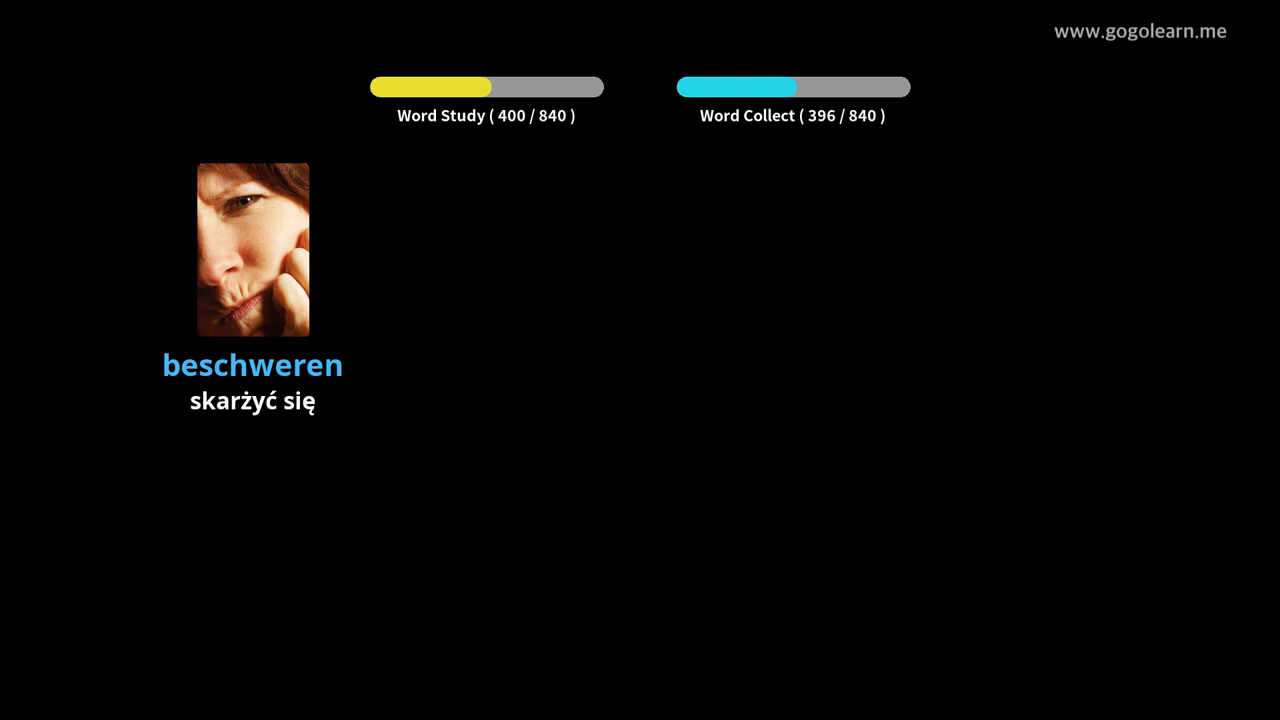 www.gogolearn.me
Word Study ( 400 / 840 )
Word Collect ( 396 / 840 )
beschweren
skarżyć się